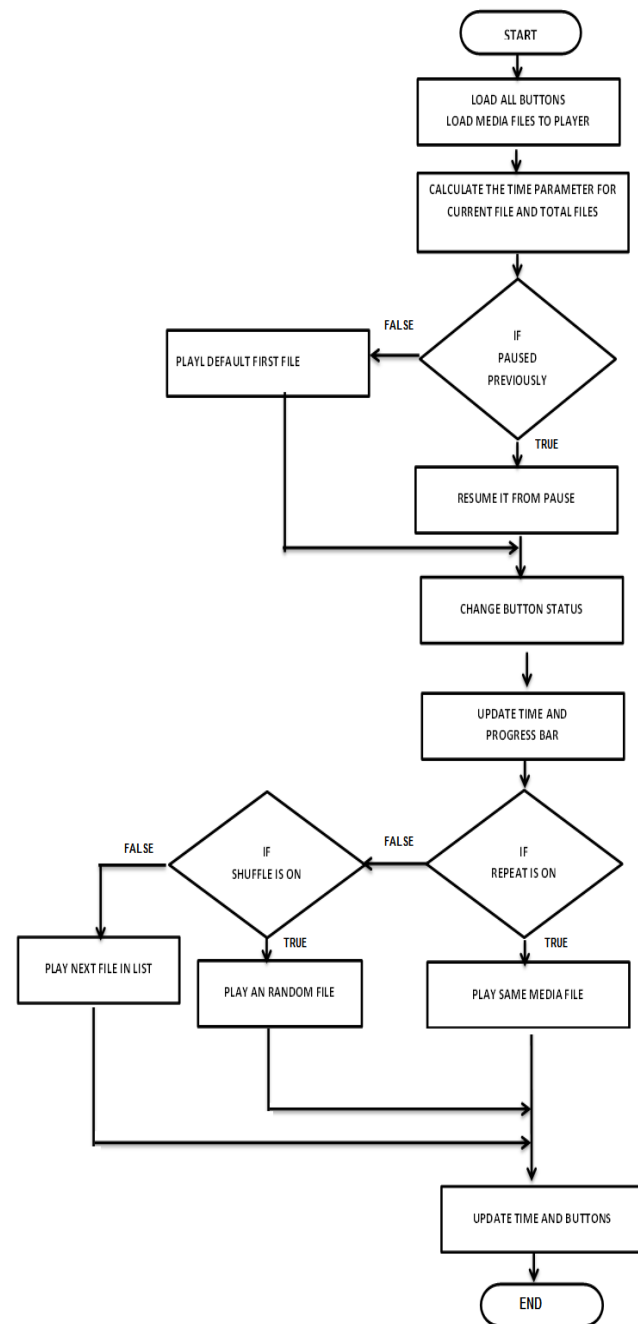 START
LOAD ALL BUTTONS
LOAD MEDIA FILES TO PLAYER
CALCULATE THE TIME PARAMETER FOR
CURRENT FILE AND TOTAL FILES
IF
PAUSED
PREVIOUSLY
FALSE
PLAYL DEFAULT FIRST FILE
TRUE
RESUME IT FROM PAUSE
CHANGE BUTTON STATUS
UPDATE TIME AND
PROGRESS BAR
IF
REPEAT IS ON
FALSE
IF
SHUFFLE IS ON
FALSE
TRUE
TRUE
PLAY NEXT FILE IN LIST
PLAY AN RANDOM FILE
PLAY SAME MEDIA FILE
UPDATE TIME AND BUTTONS
END